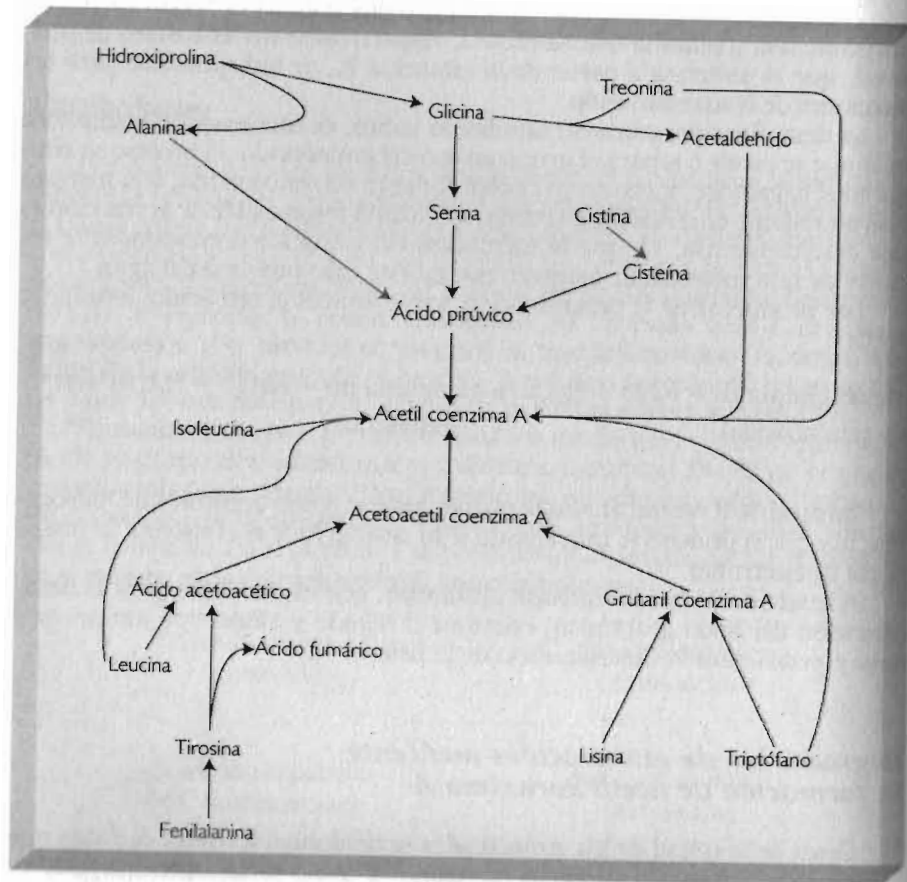 Hidroxiprolina
Treonina
Glicina
Alanina
Acetaldehído
Serina
Cistina
Cisteína
Ácido pirúvico
Acetil coenzima A
Isoleucina
Acetoacetil coenzima A
Ácido acetoacético
Grutaril coenzima A
Leucina
Ácido fumárico
Tirosina
Lisina
Triptófano
Fenilalanina